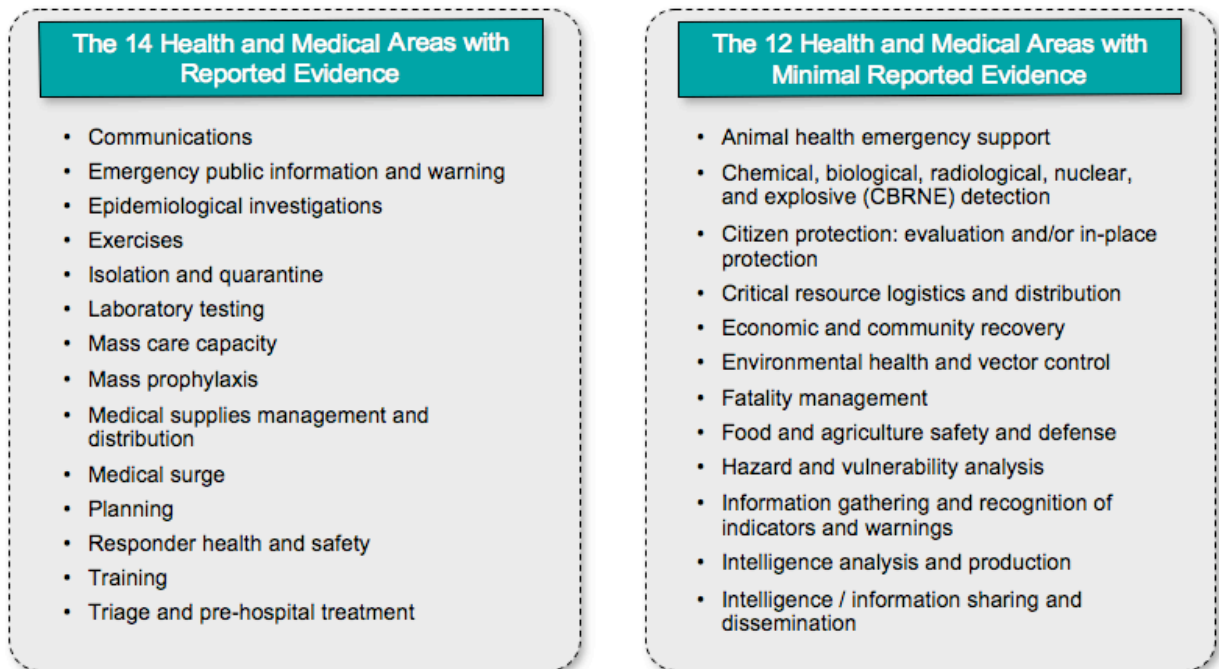 The 14 Health and Medical Areas with
Reported Evidence
• Communications
• Emergency public information and warning
• Epidemiological investigations
• Exercises
• Isolation and quarantine
• Laboratory testing
• Mass care capacity
• Mass prophylaxis
• Medical supplies management and
distribution
• Medical surge
• Planning
• Responder health and safety
• Training
• Triage and pre-hospital treatment
The 12 Health and Medical Areas with
Minimal Reported Evidence
• Animal health emergency support
• Chemical, biological, radiological, nuclear,
and explosive (CBRNE) detection
• Citizen protection: evaluation and/or in-place
protection
• Critical resource logistics and distribution
• Economic and community recovery
• Environmental health and vector control
• Fatality management
• Food and agriculture safety and defense
• Hazard and vulnerability analysis
• Information gathering and recognition of
indicators and warnings
• Intelligence analysis and production
• Intelligence / information sharing and
dissemination